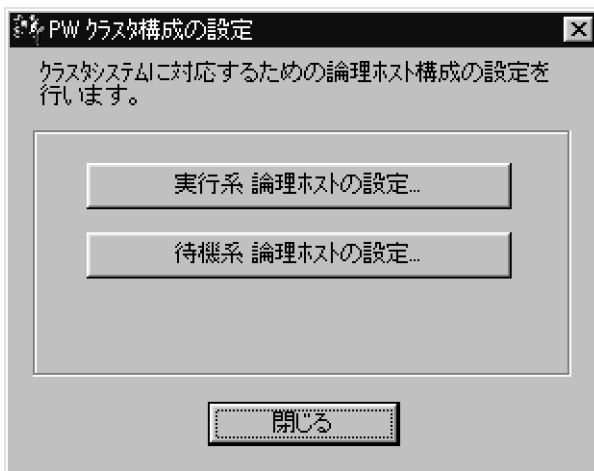 PW ｸﾗｽﾀ構成の設定
ｸﾗｽﾀｼｽﾃﾑに対応するための論理ﾎｽﾄ構成の設定を
行います。
実行系 論理ﾎｽﾄの設定...
待機系 論理ﾎｽﾄの設定...
閉じる